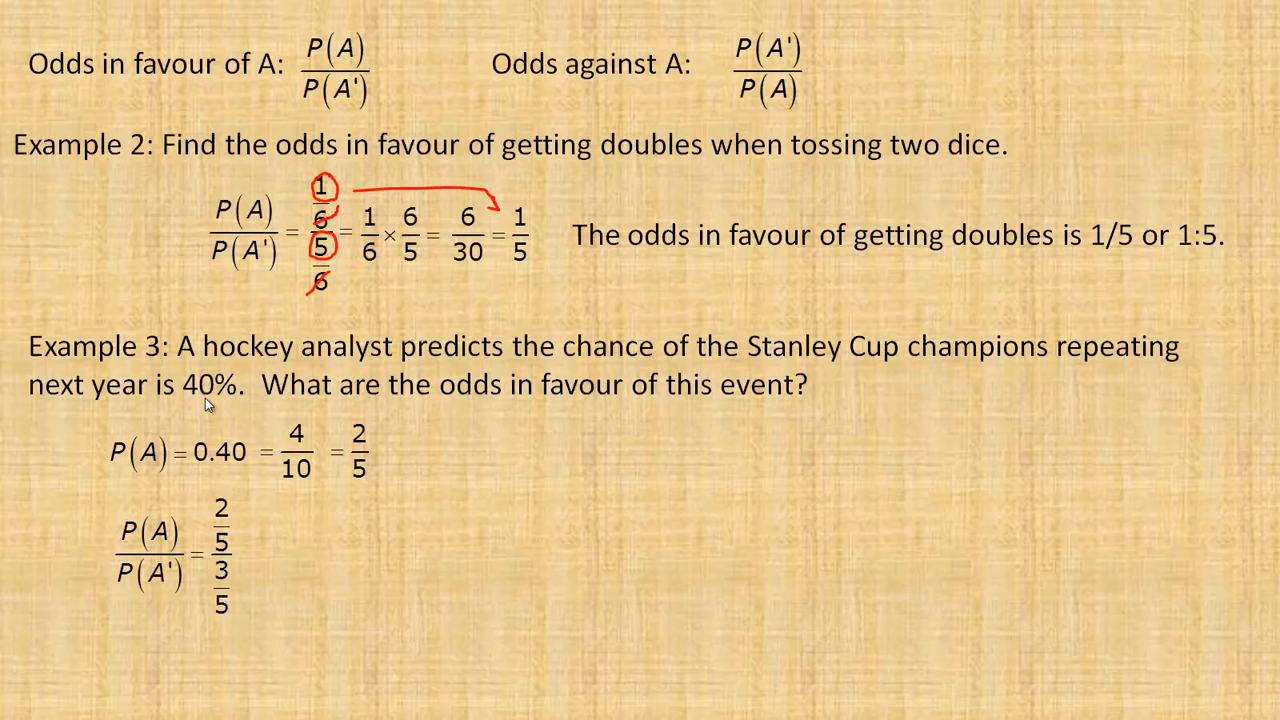 Odds in favour of A: P(A)/P(A') Odds against A: P(A')/P(A)
Example 2: Find the odds in favour of getting doubles when tossing two dice.
P(A)/P(A') = (1/6)/(5/6) = 1/6 × 6/5 = 6/30 = 1/5 The odds in favour of getting doubles is 1/5 or 1:5.
Example 3: A hockey analyst predicts the chance of the Stanley Cup champions repeating
next year is 40%. What are the odds in favour of this event?
P(A) = 0.40 = 4/10 = 2/5
P(A)/P(A') = (2/5)/(3/5)